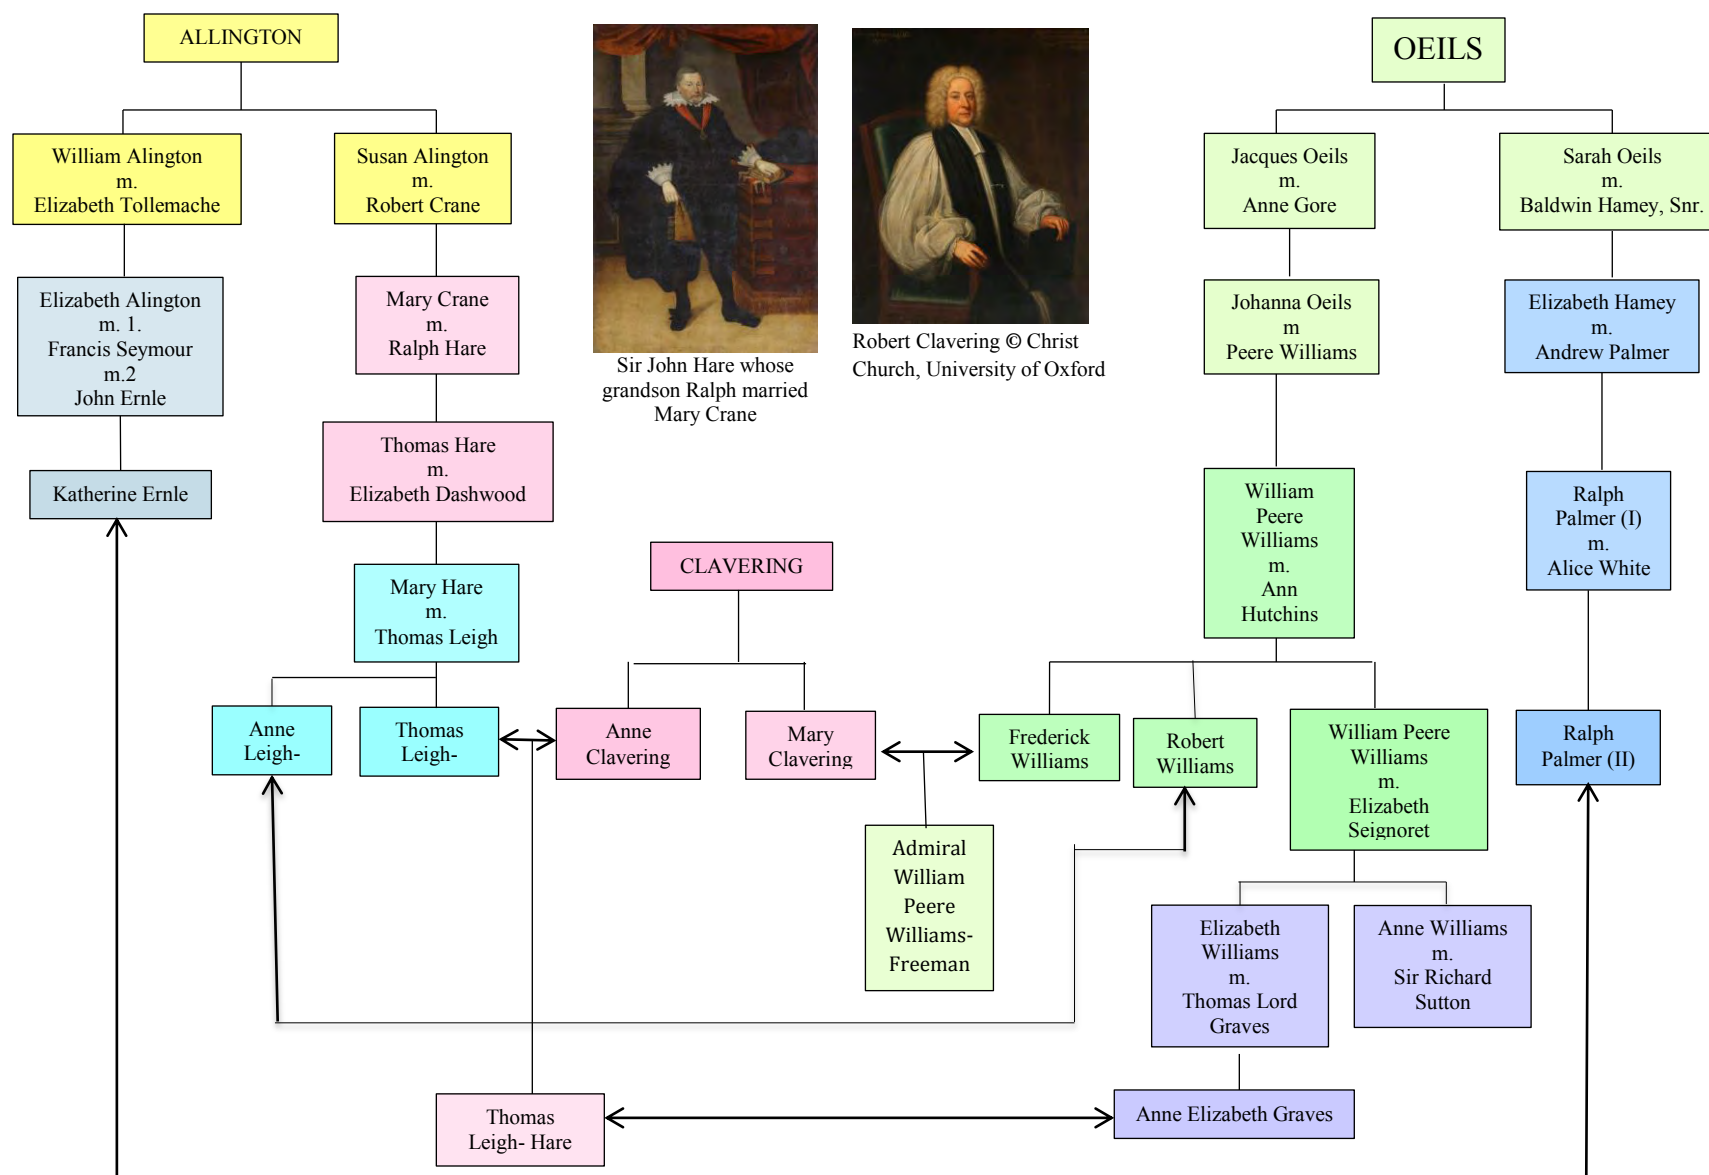 ALLINGTON
OEILS
William Alington
m.
Elizabeth Tollemache
Susan Alington
m.
Robert Crane
Jacques Oeils
m.
Anne Gore
Sarah Oeils
m.
Baldwin Hamey, Snr.
Elizabeth Alington
m. 1.
Francis Seymour
m.2
John Ernle
Mary Crane
m.
Ralph Hare
Sir John Hare whose
grandson Ralph married
Mary Crane
Robert Clavering © Christ
Church, University of Oxford
Johanna Oeils
m
Peere Williams
Elizabeth Hamey
m.
Andrew Palmer
Katherine Ernle
Thomas Hare
m.
Elizabeth Dashwood
William
Peere
Williams
m.
Ann
Hutchins
Ralph
Palmer (I)
m.
Alice White
Mary Hare
m.
Thomas Leigh
CLAVERING
Anne
Leigh-
Thomas
Leigh-
Anne
Clavering
Mary
Clavering
Frederick
Williams
Robert
Williams
William Peere
Williams
m.
Elizabeth
Seignoret
Ralph
Palmer (II)
Admiral
William
Peere
Williams-
Freeman
Elizabeth
Williams
m.
Thomas Lord
Graves
Anne Williams
m.
Sir Richard
Sutton
Thomas
Leigh- Hare
Anne Elizabeth Graves